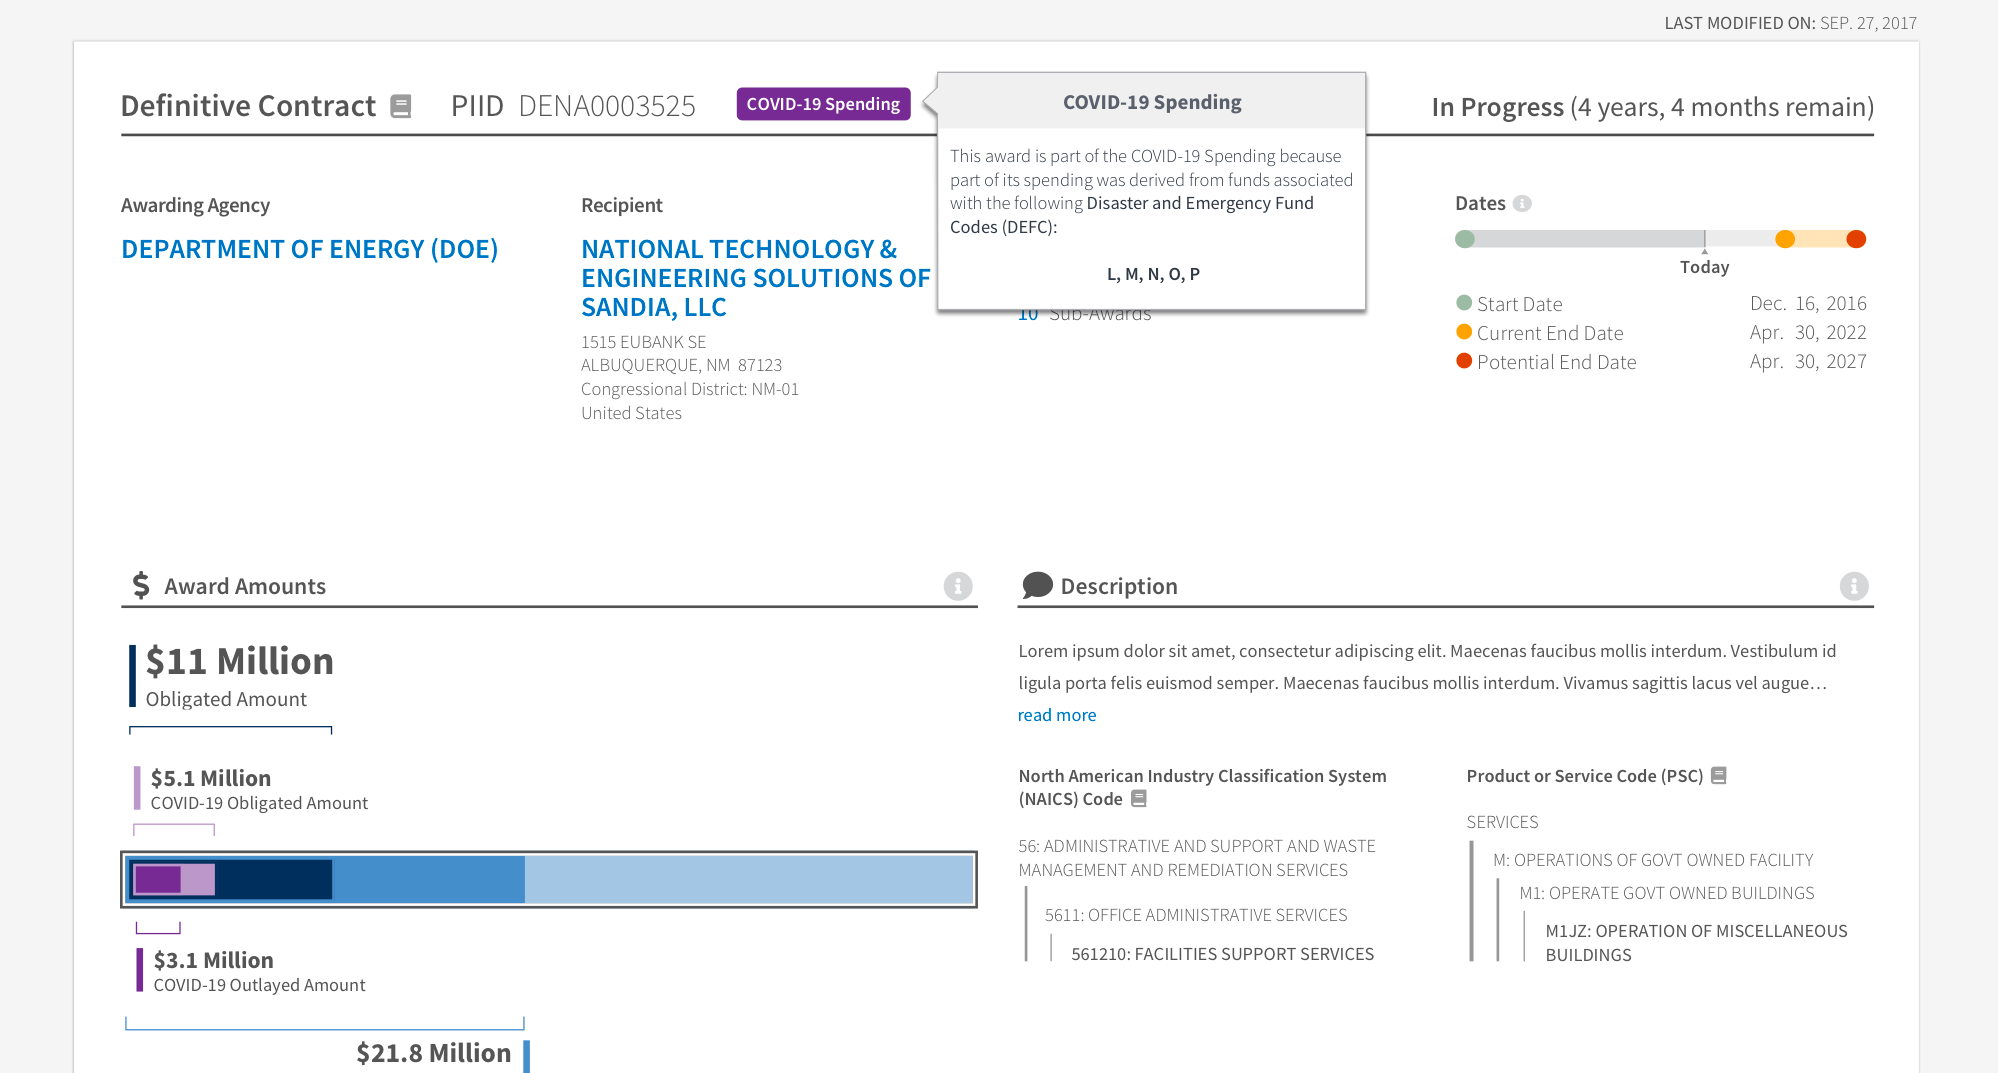 LAST MODIFIED ON: SEP. 27, 2017
Definitive Contract PIID DENA0003525 COVID-19 Spending
In Progress (4 years, 4 months remain)
COVID-19 Spending
This award is part of the COVID-19 Spending because
part of its spending was derived from funds associated
with the following Disaster and Emergency Fund
Codes (DEFC):
L, M, N, O, P
Awarding Agency
DEPARTMENT OF ENERGY (DOE)
Recipient
NATIONAL TECHNOLOGY &
ENGINEERING SOLUTIONS OF
SANDIA, LLC
1515 EUBANK SE
ALBUQUERQUE, NM 87123
Congressional District: NM-01
United States
10 Sub-Awards
Dates
Today
Start Date Dec. 16, 2016
Current End Date Apr. 30, 2022
Potential End Date Apr. 30, 2027
$ Award Amounts
$11 Million
Obligated Amount
$5.1 Million
COVID-19 Obligated Amount
$3.1 Million
COVID-19 Outlayed Amount
$21.8 Million
Description
Lorem ipsum dolor sit amet, consectetur adipiscing elit. Maecenas faucibus mollis interdum. Vestibulum id
ligula porta felis euismod semper. Maecenas faucibus mollis interdum. Vivamus sagittis lacus vel augue…
read more
North American Industry Classification System
(NAICS) Code
56: ADMINISTRATIVE AND SUPPORT AND WASTE
MANAGEMENT AND REMEDIATION SERVICES
5611: OFFICE ADMINISTRATIVE SERVICES
561210: FACILITIES SUPPORT SERVICES
Product or Service Code (PSC)
SERVICES
M: OPERATIONS OF GOVT OWNED FACILITY
M1: OPERATE GOVT OWNED BUILDINGS
M1JZ: OPERATION OF MISCELLANEOUS
BUILDINGS